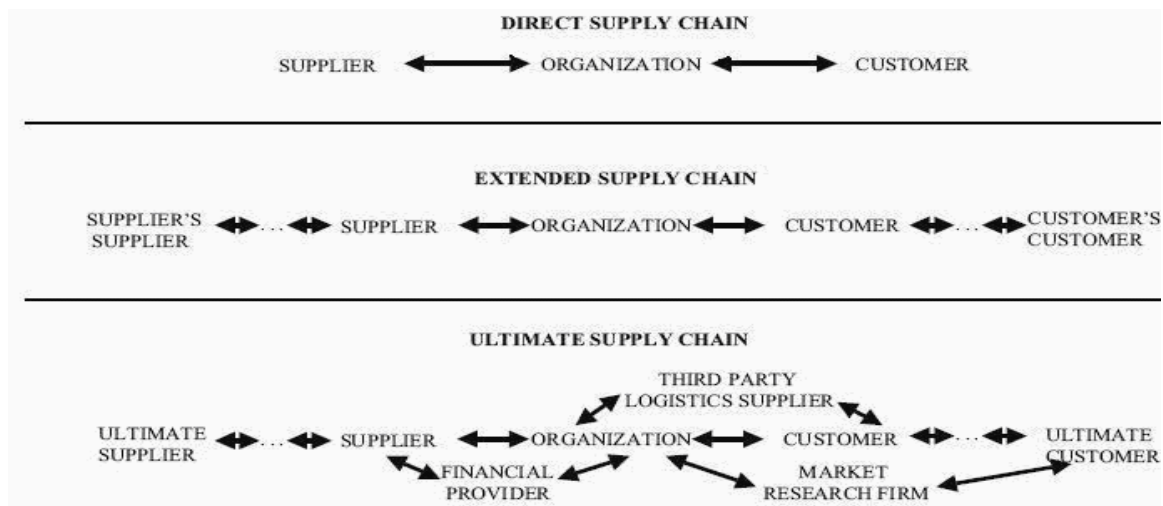 DIRECT SUPPLY CHAIN
SUPPLIER ORGANIZATION CUSTOMER
EXTENDED SUPPLY CHAIN
SUPPLIER'S
SUPPLIER
... SUPPLIER ORGANIZATION CUSTOMER ...
CUSTOMER'S
CUSTOMER
ULTIMATE SUPPLY CHAIN
THIRD PARTY
LOGISTICS SUPPLIER
ULTIMATE
SUPPLIER
... SUPPLIER ORGANIZATION CUSTOMER ...
ULTIMATE
CUSTOMER
FINANCIAL
PROVIDER
MARKET
RESEARCH FIRM